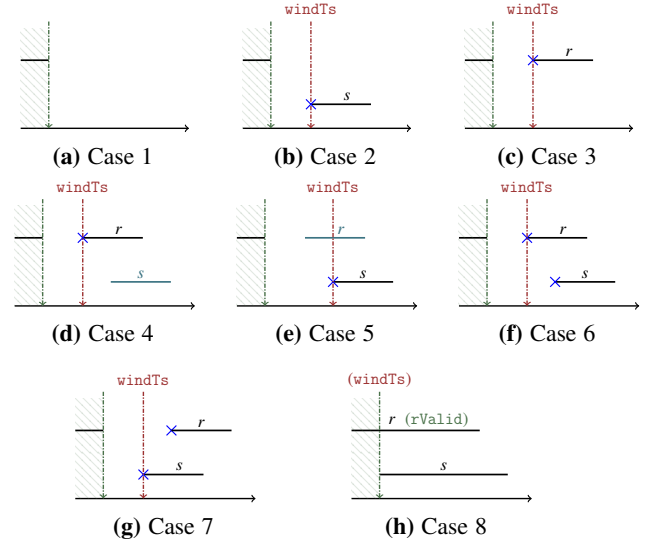 windTs windTs
r
s
(a) Case 1 (b) Case 2 (c) Case 3
windTs windTs windTs
r r r
s s s
(d) Case 4 (e) Case 5 (f) Case 6
windTs (windTs)
r r (rValid)
s s
(g) Case 7 (h) Case 8